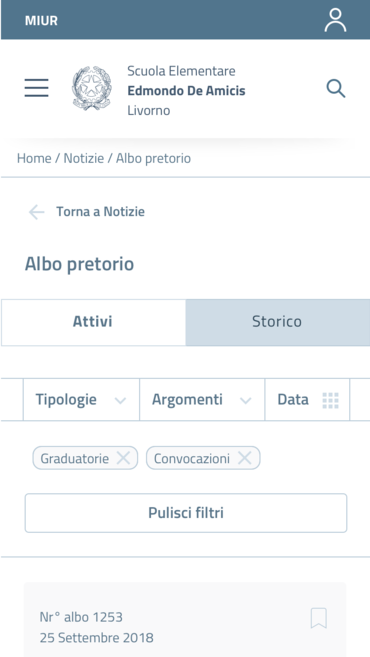 MIUR
Scuola Elementare
Edmondo De Amicis
Livorno
Home / Notizie / Albo pretorio
Torna a Notizie
Albo pretorio
Attivi Storico
Tipologie Argomenti Data
Graduatorie Convocazioni
Pulisci filtri
Nr° albo 1253
25 Settembre 2018